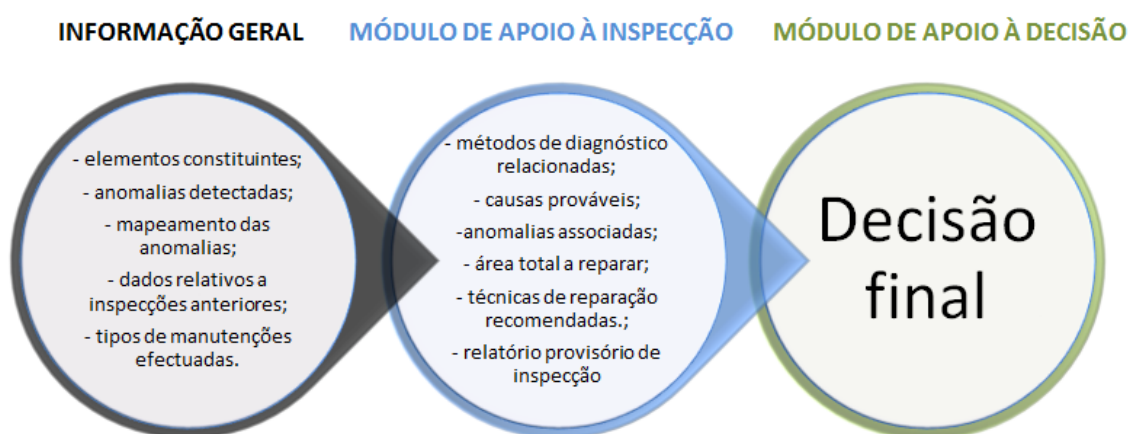 INFORMAÇÃO GERAL
MÓDULO DE APOIO À INSPECÇÃO
MÓDULO DE APOIO À DECISÃO
- elementos constituintes;
- anomalias detectadas;
- mapeamento das
anomalias;
- dados relativos a
inspecções anteriores;
- tipos de manutenções
efectuadas.
- métodos de diagnóstico
relacionadas;
- causas prováveis;
-anomalias associadas;
- área total a reparar;
- técnicas de reparação
recomendadas.;
- relatório provisório de
inspecção
Decisão
final